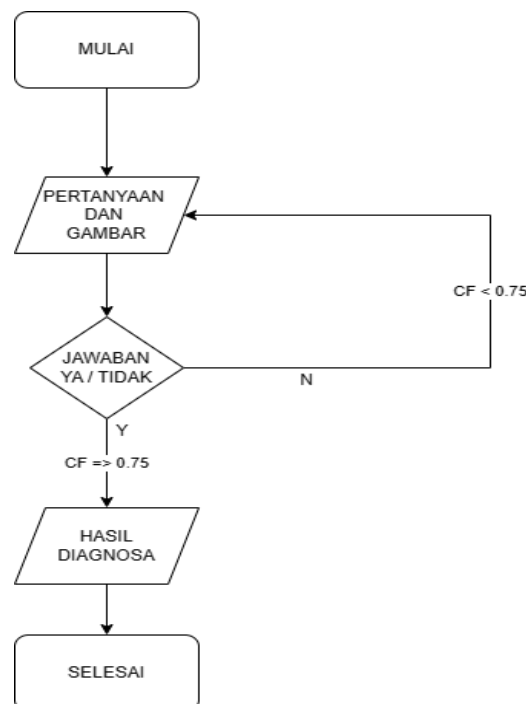 MULAI
PERTANYAAN
DAN
GAMBAR
CF < 0.75
JAWABAN
YA / TIDAK
N
Y
CF => 0.75
HASIL
DIAGNOSA
SELESAI